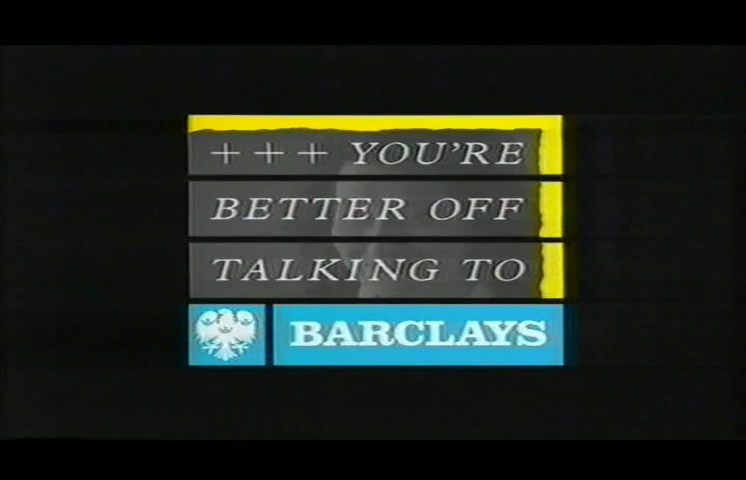 + + + YOU'RE
BETTER OFF
TALKING TO
BARCLAYS